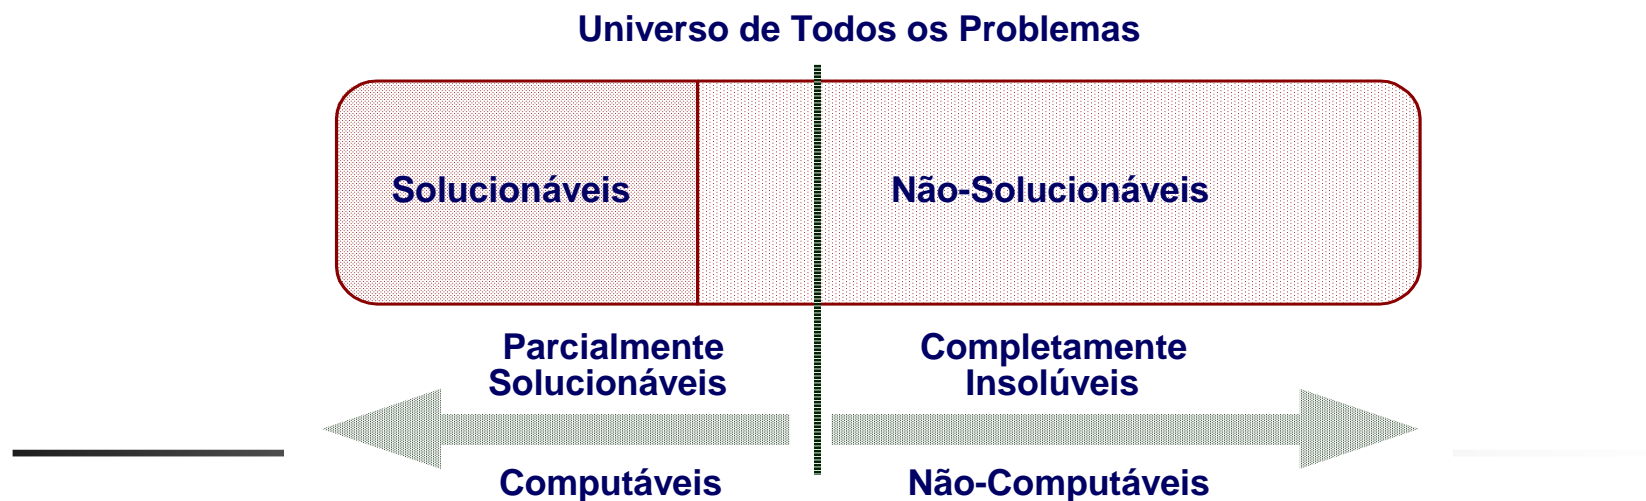 Universo de Todos os Problemas
Solucionáveis
Não-Solucionáveis
Parcialmente
Solucionáveis
Completamente
Insolúveis
Computáveis
Não-Computáveis